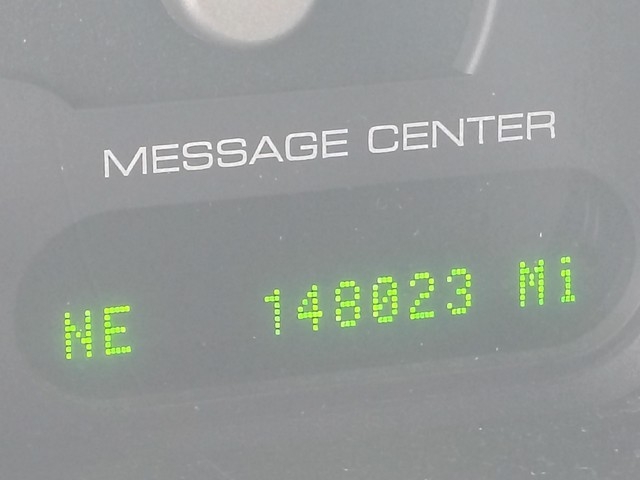 MESSAGE CENTER
NE 148023 Mi